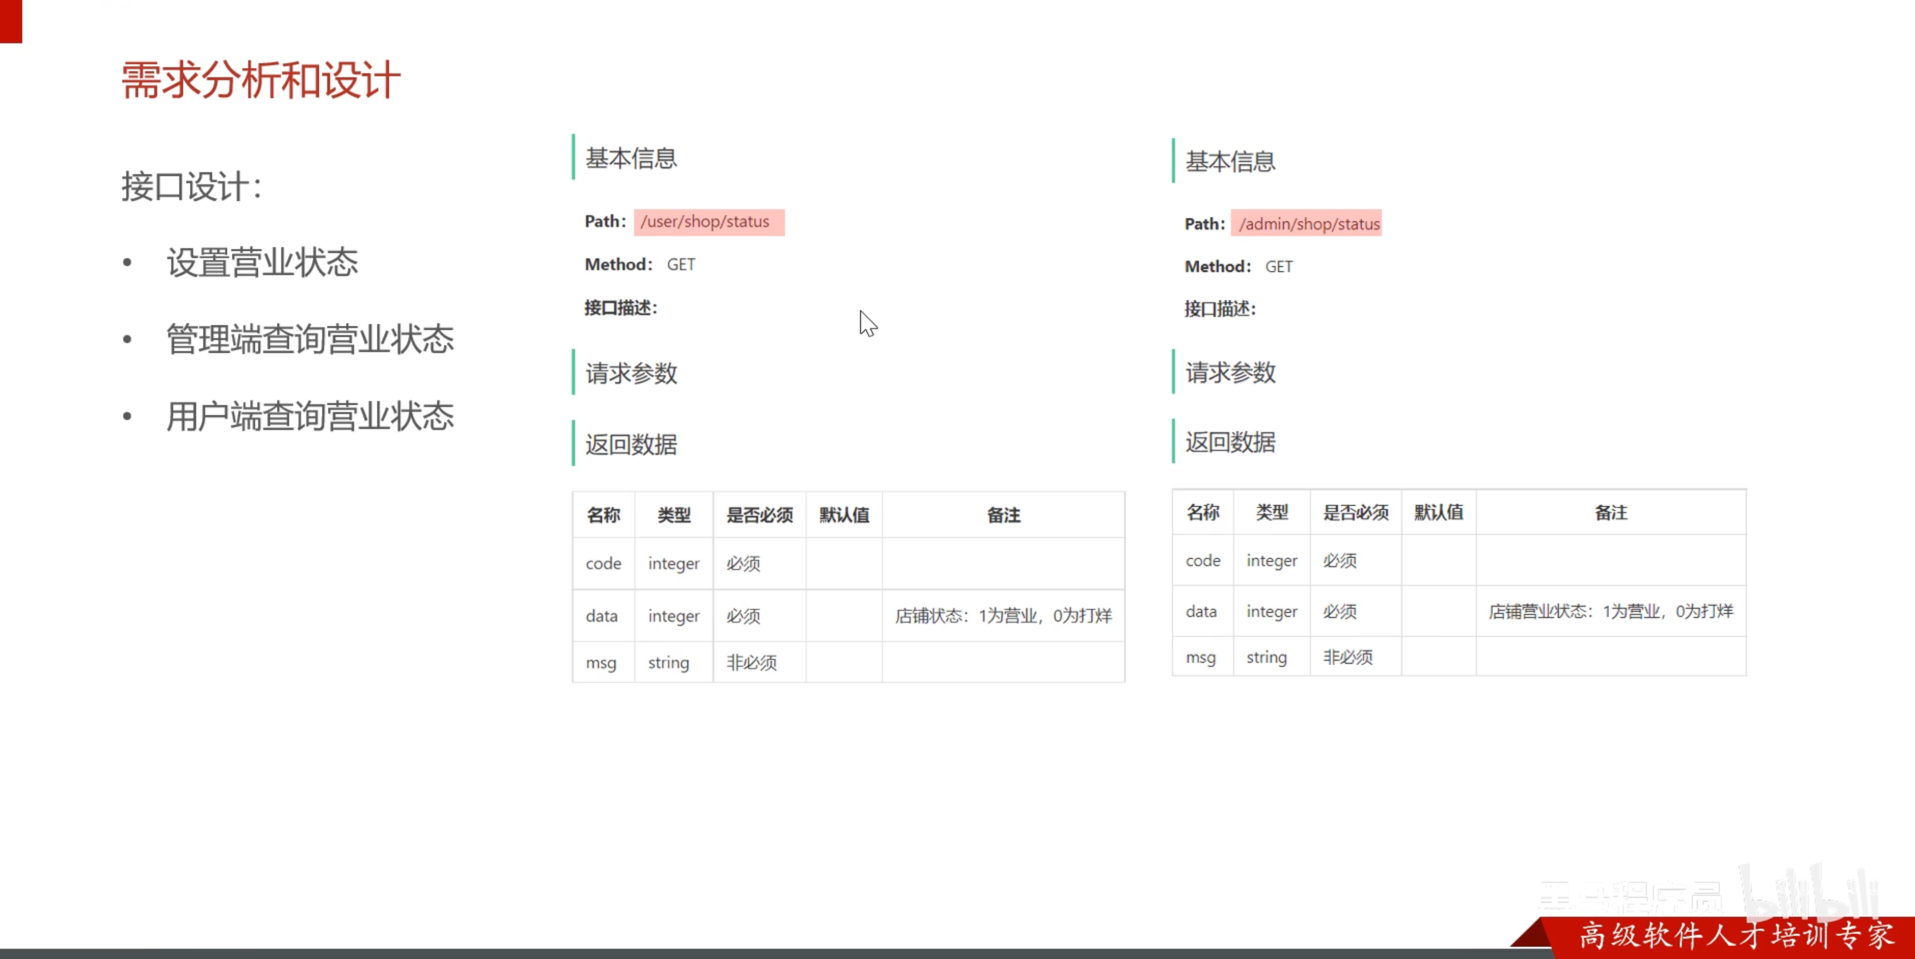 需求分析和设计
接口设计：
• 设置营业状态
• 管理端查询营业状态
• 用户端查询营业状态
基本信息
Path： /user/shop/status
Method： GET
接口描述：
请求参数
返回数据
名称 类型 是否必须 默认值 备注
code integer 必须
data integer 必须 店铺状态：1为营业，0为打烊
msg string 非必须
基本信息
Path： /admin/shop/status
Method： GET
接口描述：
请求参数
返回数据
名称 类型 是否必须 默认值 备注
code integer 必须
data integer 必须 店铺营业状态：1为营业，0为打烊
msg string 非必须
黑马程序员 bilibili
高级软件人才培训专家